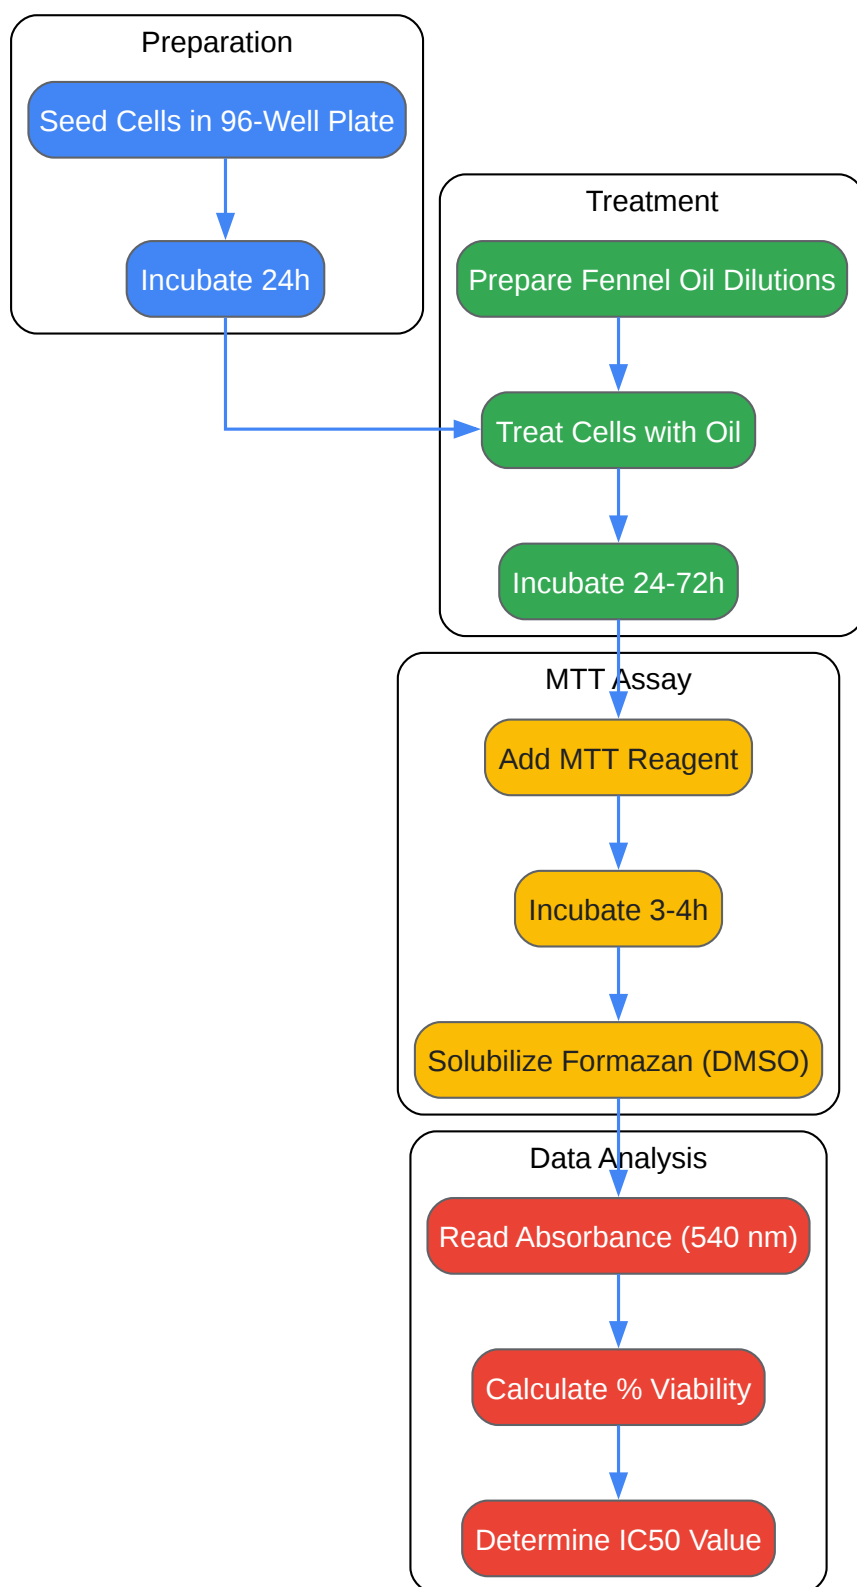 Preparation
Seed Cells in 96-Well Plate
Incubate 24h
Treatment
Prepare Fennel Oil Dilutions
Treat Cells with Oil
Incubate 24-72h
MTT Assay
Add MTT Reagent
Incubate 3-4h
Solubilize Formazan (DMSO)
Data Analysis
Read Absorbance (540 nm)
Calculate % Viability
Determine IC50 Value